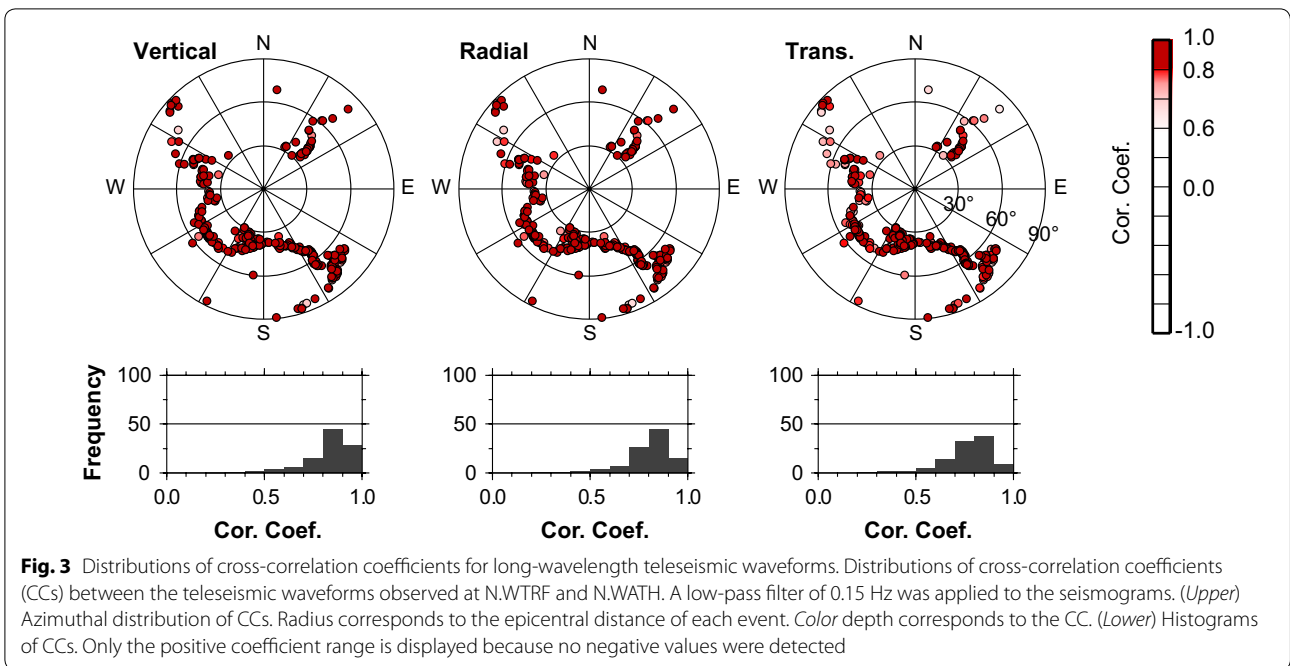 Vertical
N
W
S
Radial
N
E
W
S
Trans.
N
E
W
E
30°
60°
90°
S
Cor. Coef.
1.0
0.8
0.6
0.0
-1.0
Frequency
100
50
0
0.0 0.5 1.0
Cor. Coef.
100
50
0
0.0 0.5 1.0
Cor. Coef.
100
50
0
0.0 0.5 1.0
Cor. Coef.
Fig. 3 Distributions of cross-correlation coefficients for long-wavelength teleseismic waveforms. Distributions of cross-correlation coefficients
(CCs) between the teleseismic waveforms observed at N.WTRF and N.WATH. A low-pass filter of 0.15 Hz was applied to the seismograms. (Upper)
Azimuthal distribution of CCs. Radius corresponds to the epicentral distance of each event. Color depth corresponds to the CC. (Lower) Histograms
of CCs. Only the positive coefficient range is displayed because no negative values were detected